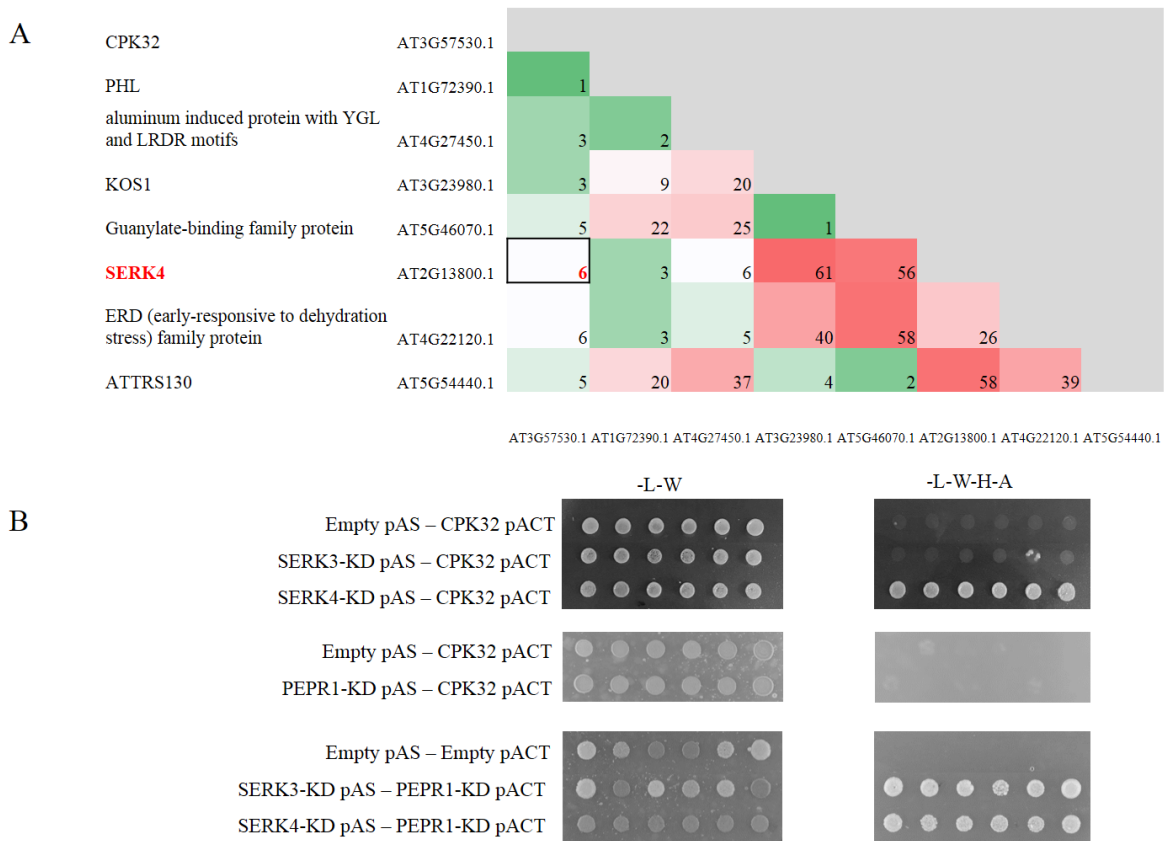 A
CPK32 AT3G57530.1
PHL AT1G72390.1 1
aluminum induced protein with YGL
and LRDR motifs AT4G27450.1 3 2
KOS1 AT3G23980.1 3 9 20
Guanylate-binding family protein AT5G46070.1 5 22 25 1
SERK4 AT2G13800.1 6 3 6 61 56
ERD (early-responsive to dehydration
stress) family protein AT4G22120.1 6 3 5 40 58 26
ATTRS130 AT5G54440.1 5 20 37 4 2 58 39
AT3G57530.1 AT1G72390.1 AT4G27450.1 AT3G23980.1 AT5G46070.1 AT2G13800.1 AT4G22120.1 AT5G54440.1
B
-L-W -L-W-H-A
Empty pAS – CPK32 pACT
SERK3-KD pAS – CPK32 pACT
SERK4-KD pAS – CPK32 pACT
Empty pAS – CPK32 pACT
PEPR1-KD pAS – CPK32 pACT
Empty pAS – Empty pACT
SERK3-KD pAS – PEPR1-KD pACT
SERK4-KD pAS – PEPR1-KD pACT